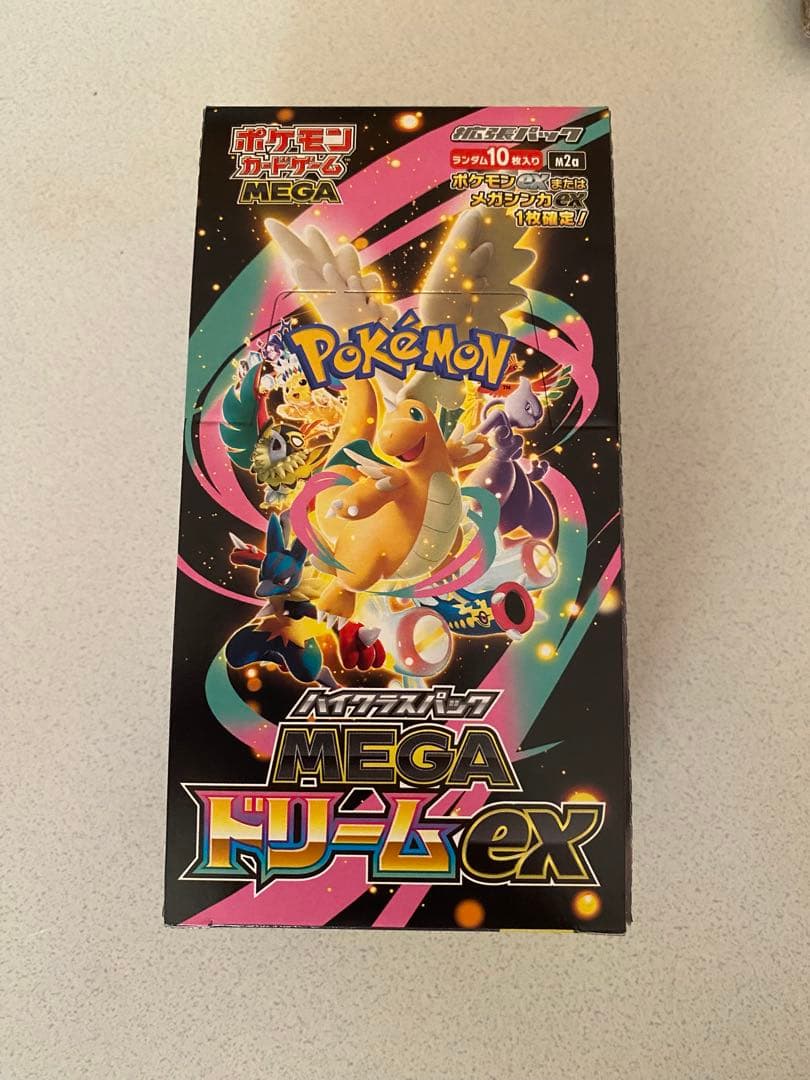 ポケモン
カードゲーム
MEGA
拡張パック
ランダム10枚入り M2a
ポケモンexまたは
メガシンカex
1枚確定!
POKéMON
TM
ハイクラスパック
MEGA
ドリームex